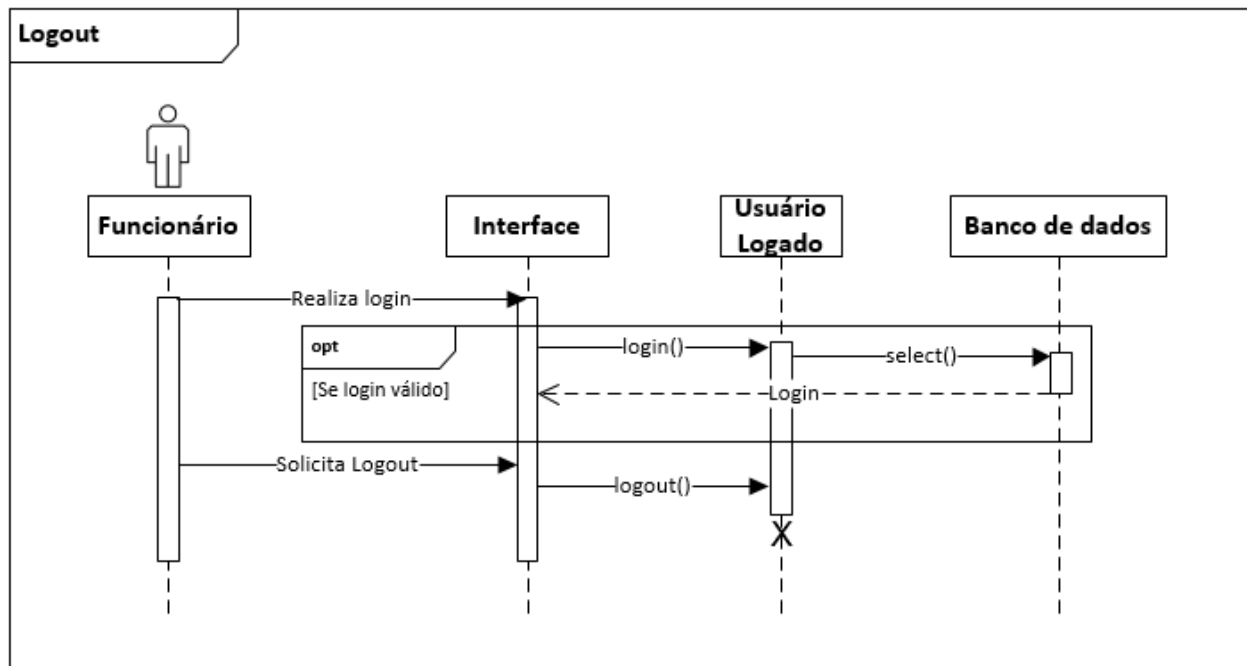 Logout
Funcionário
Interface
Usuário
Logado
Banco de dados
Realiza login
opt
login()
select()
[Se login válido]
Login
Solicita Logout
logout()
X